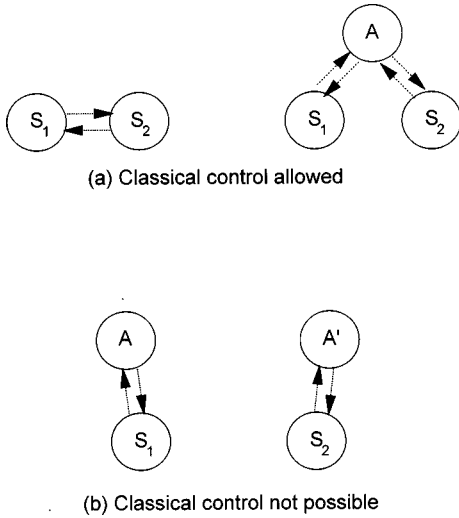 A
S1 S2
S1 S2
(a) Classical control allowed
A A'
S1 S2
(b) Classical control not possible